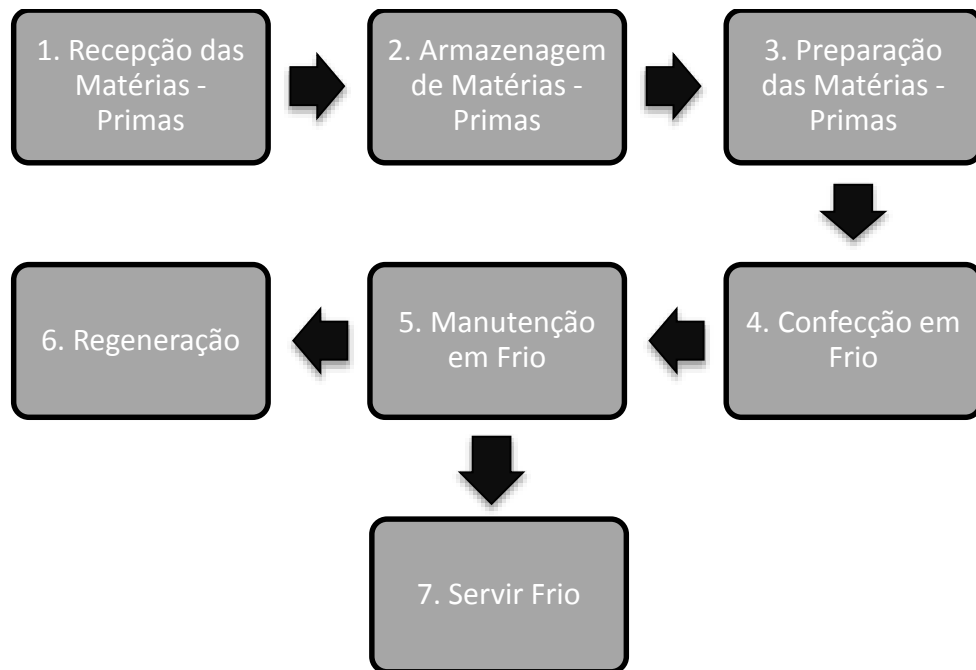 1. Recepção das
Matérias -
Primas
2. Armazenagem
de Matérias -
Primas
3. Preparação
das Matérias -
Primas
4. Confecção em
Frio
5. Manutenção
em Frio
6. Regeneração
7. Servir Frio